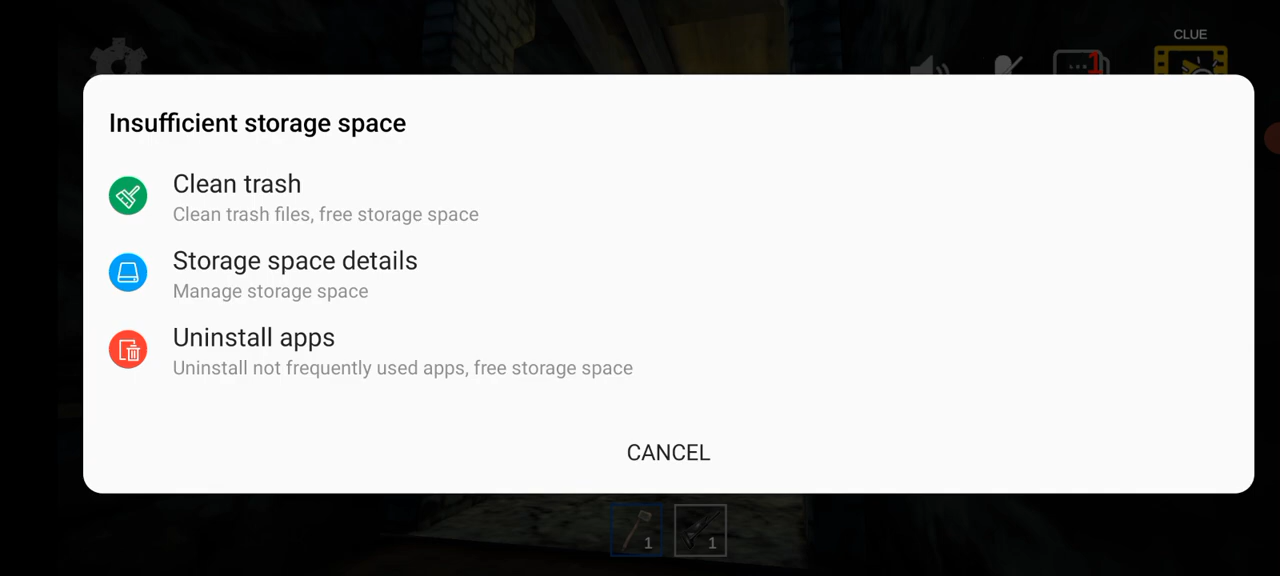 CLUE
1
Insufficient storage space
Clean trash
Clean trash files, free storage space
Storage space details
Manage storage space
Uninstall apps
Uninstall not frequently used apps, free storage space
CANCEL
1 1